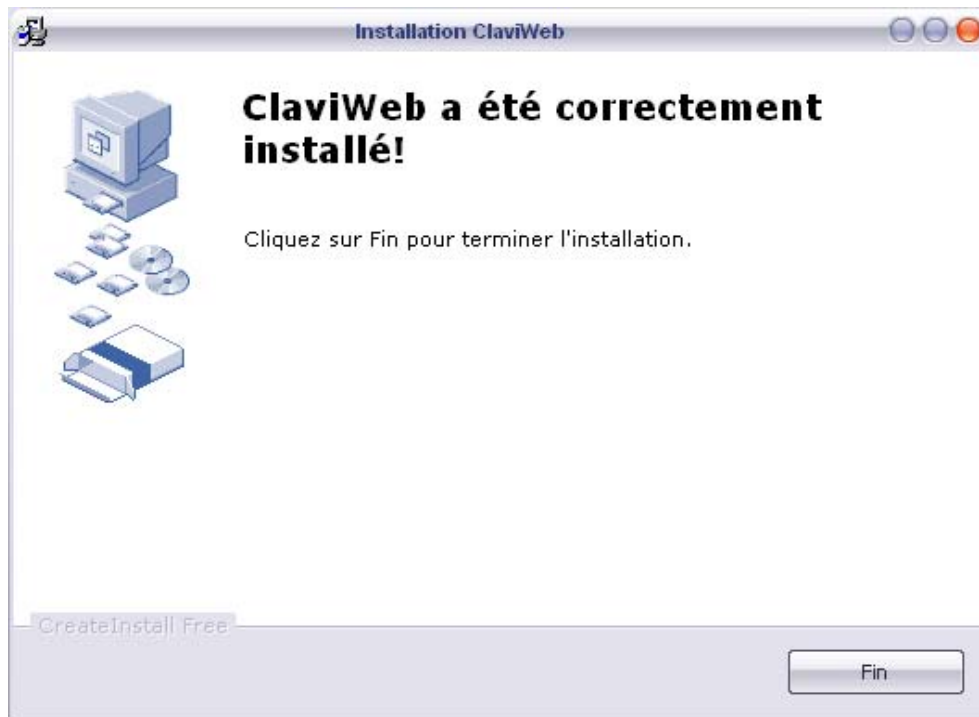 Installation ClaviWeb
ClaviWeb a été correctement
installé!
Cliquez sur Fin pour terminer l'installation.
CreateInstall Free
Fin